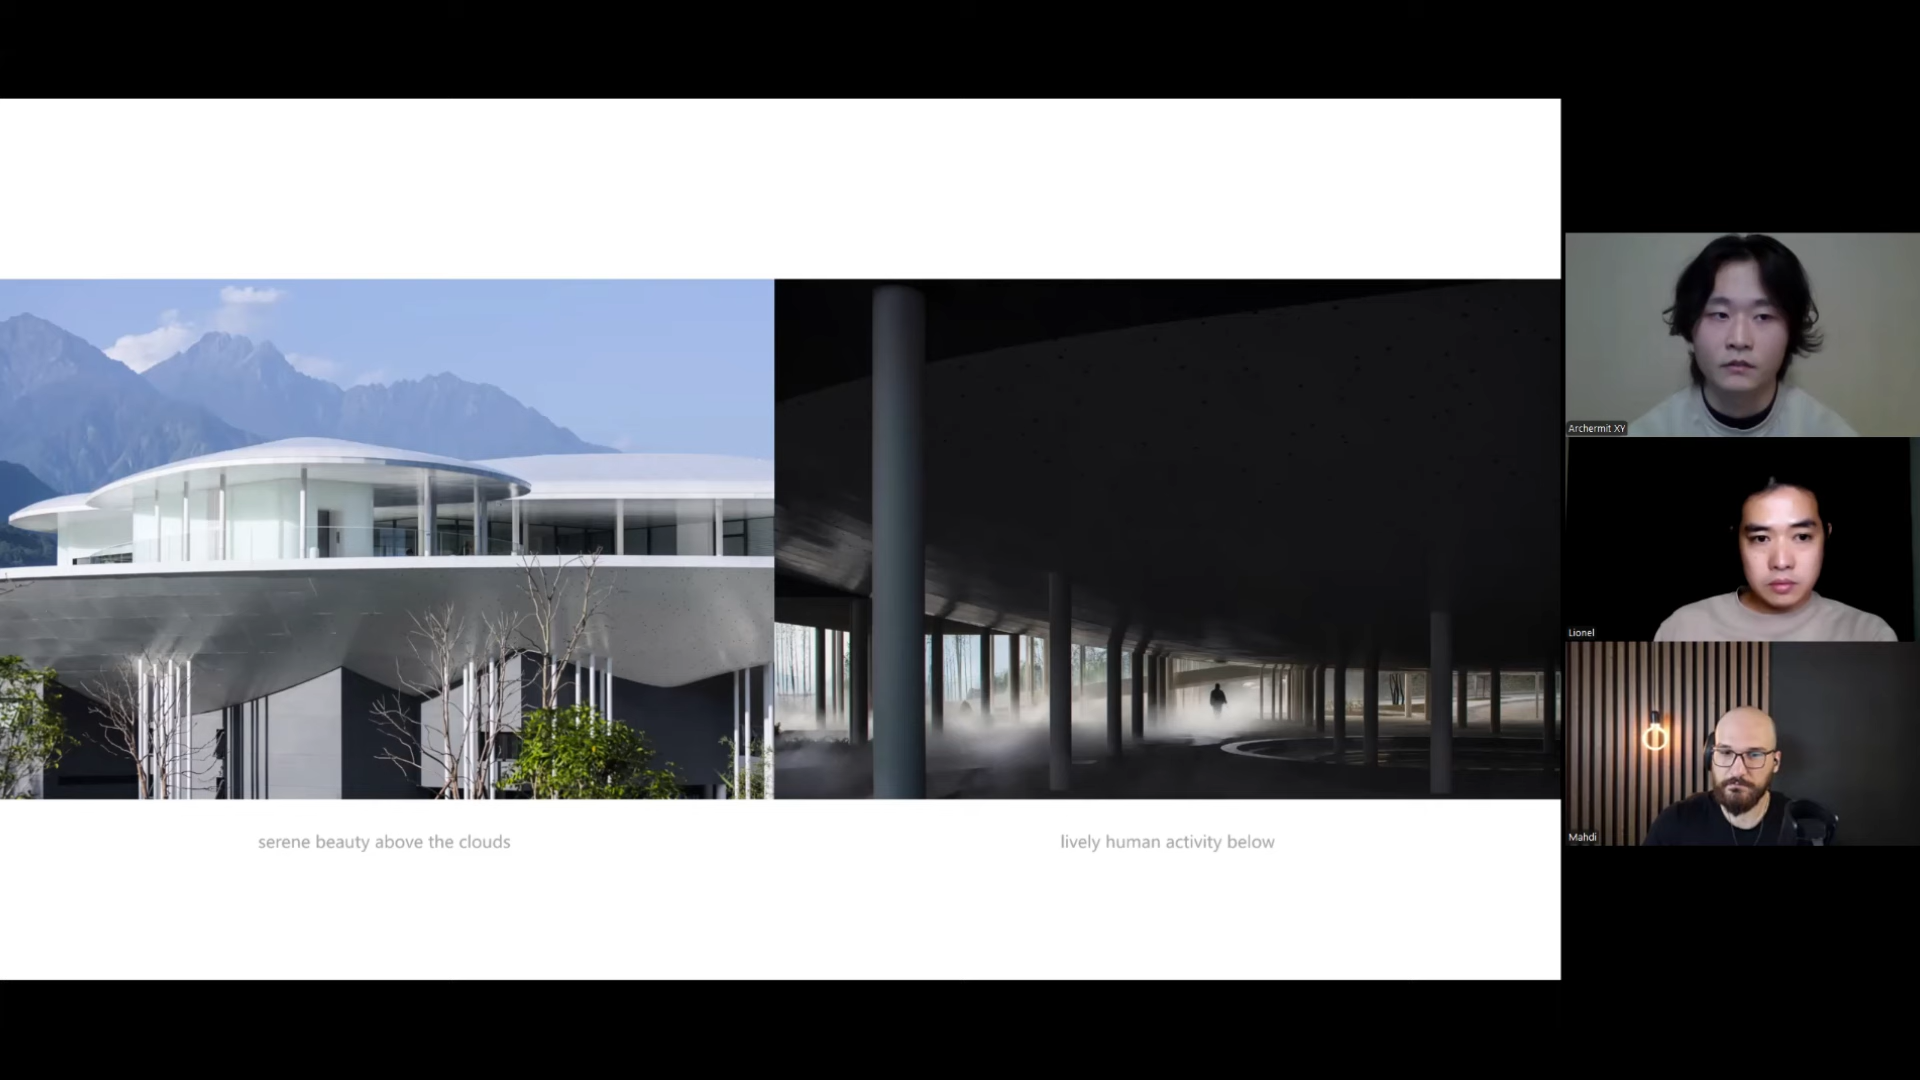 serene beauty above the clouds
lively human activity below
Archermit XY
Lionel
Mahdi